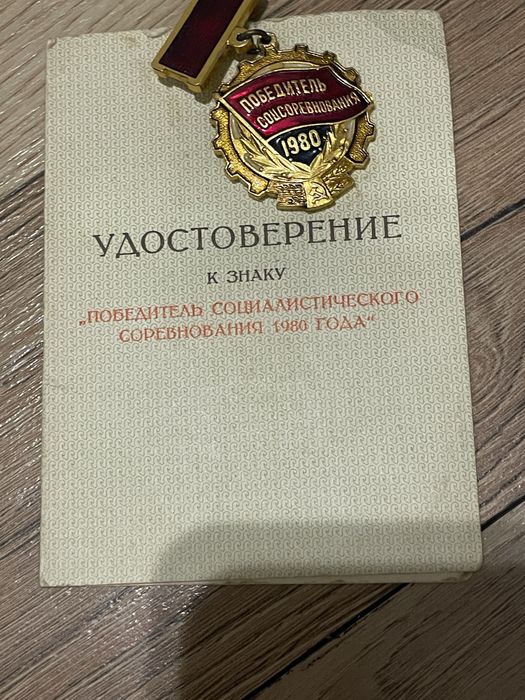 ПОБЕДИТЕЛЬ
СОЦСОРЕВНОВАНИЯ
1980
УДОСТОВЕРЕНИЕ
К ЗНАКУ
„ПОБЕДИТЕЛЬ СОЦИАЛИСТИЧЕСКОГО
СОРЕВНОВАНИЯ 1980 ГОДА“